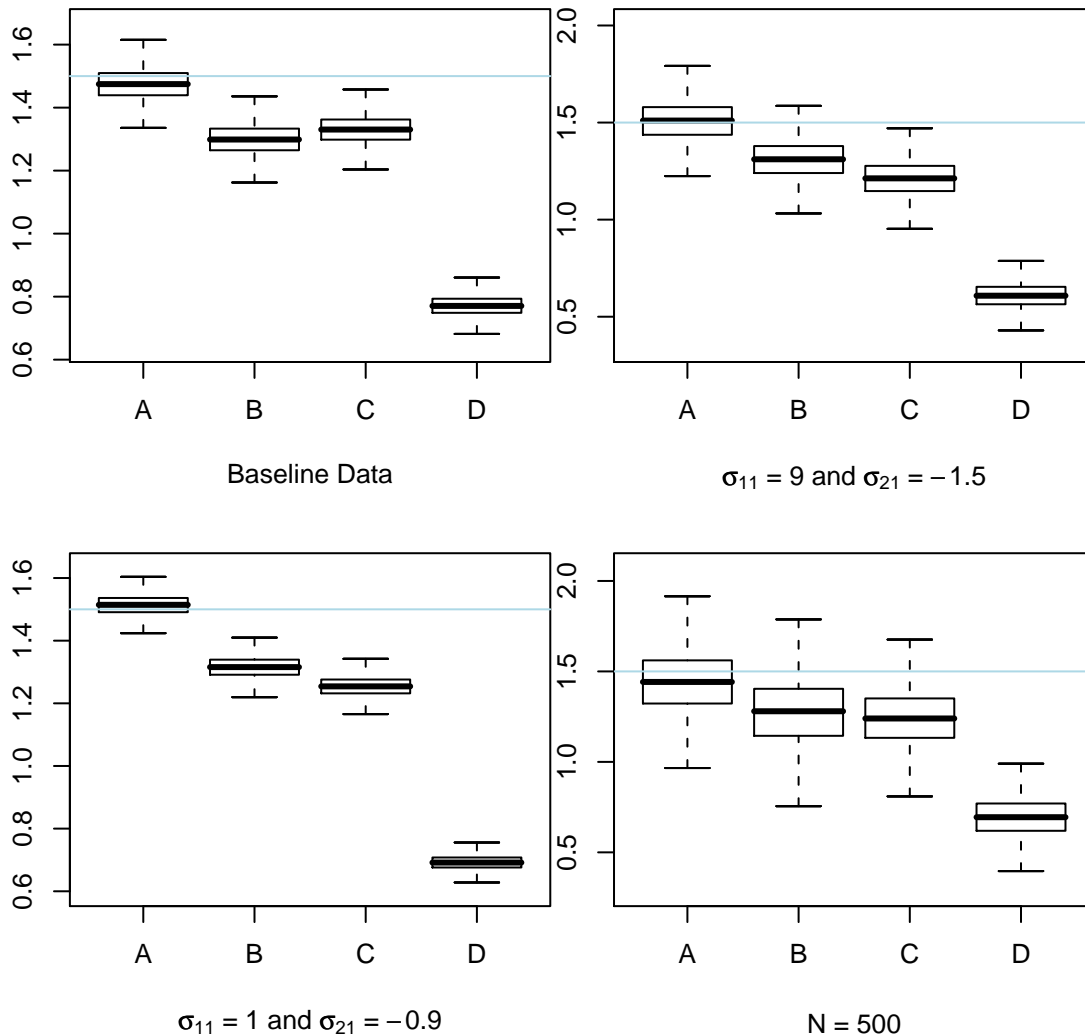 1.6
1.4
1.2
1.0
0.8
0.6
A B C D
Baseline Data
2.0
1.5
1.0
0.5
A B C D
σ11 = 9 and σ21 = −1.5
1.6
1.4
1.2
1.0
0.8
0.6
A B C D
σ11 = 1 and σ21 = −0.9
2.0
1.5
1.0
0.5
A B C D
N = 500